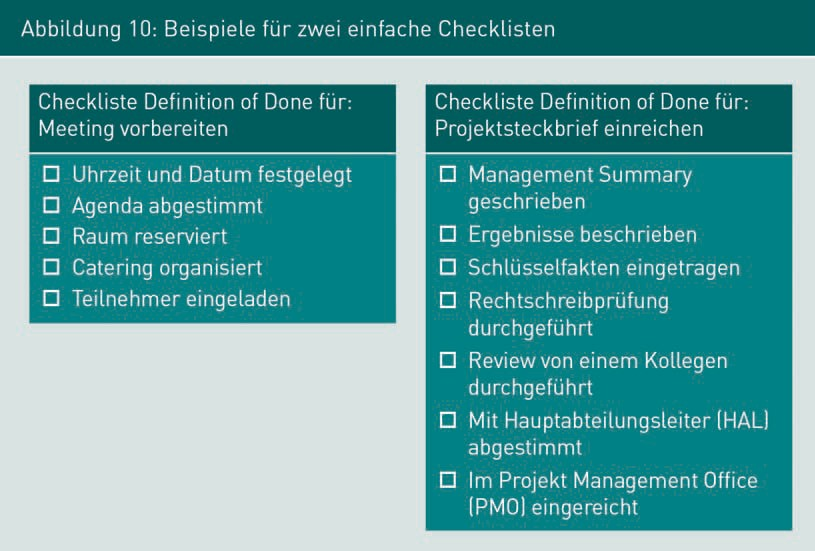 Abbildung 10: Beispiele für zwei einfache Checklisten
Checkliste Definition of Done für:
Meeting vorbereiten
Uhrzeit und Datum festgelegt
Agenda abgestimmt
Raum reserviert
Catering organisiert
Teilnehmer eingeladen
Checkliste Definition of Done für:
Projektsteckbrief einreichen
Management Summary
geschrieben
Ergebnisse beschrieben
Schlüsselfakten eingetragen
Rechtschreibprüfung
durchgeführt
Review von einem Kollegen
durchgeführt
Mit Hauptabteilungsleiter (HAL)
abgestimmt
Im Projekt Management Office
(PMO) eingereicht